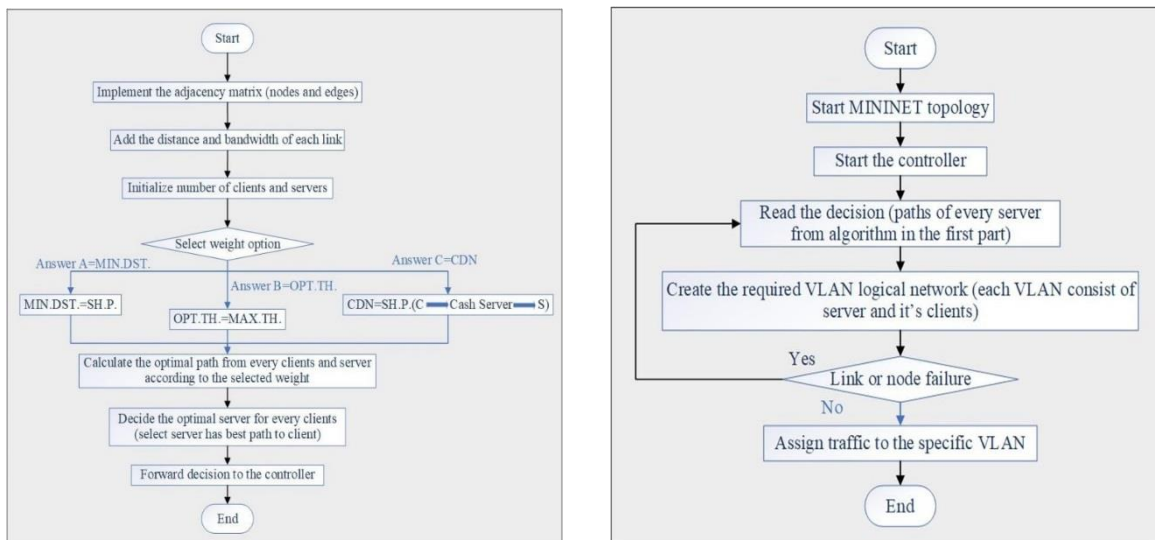 Start
Implement the adjacency matrix (nodes and edges)
Add the distance and bandwidth of each link
Initialize number of clients and servers
Select weight option
Answer A=MIN.DST.
Answer B=OPT.TH.
Answer C=CDN
MIN.DST.=SH.P.
OPT.TH.=MAX.TH.
CDN=SH.P.(C Cash Server S)
Calculate the optimal path from every clients and server
according to the selected weight
Decide the optimal server for every clients
(select server has best path to client)
Forward decision to the controller
End
Start
Start MININET topology
Start the controller
Read the decision (paths of every server
from algorithm in the first part)
Create the required VLAN logical network (each VLAN consist of
server and it's clients)
Yes
Link or node failure
No
Assign traffic to the specific VLAN
End